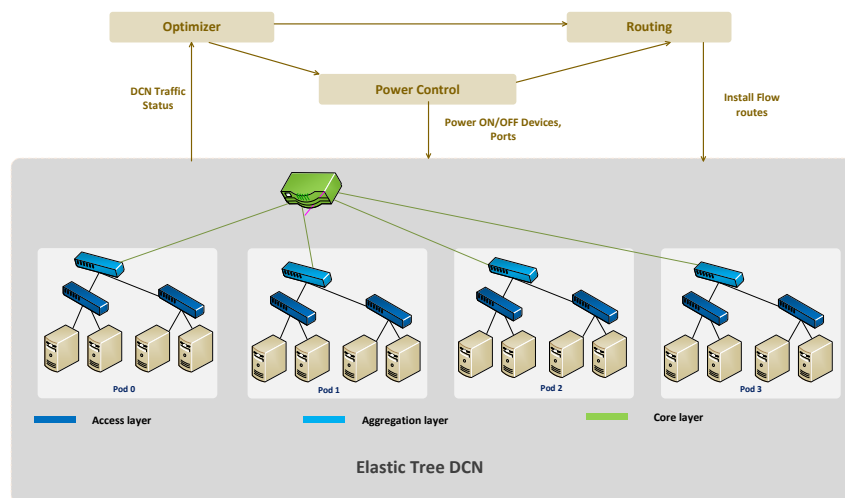 Optimizer
Routing
DCN Traffic
Status
Power Control
Install Flow
routes
Power ON/OFF Devices,
Ports
Pod 0
Pod 1
Pod 2
Pod 3
Access layer
Aggregation layer
Core layer
Elastic Tree DCN